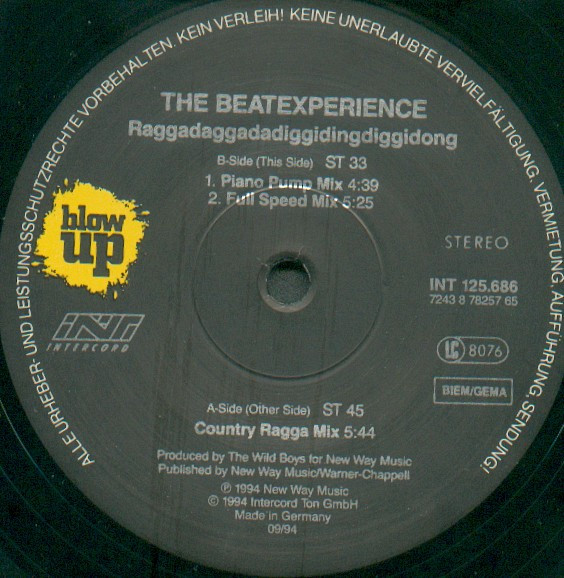 ALLE URHEBER- UND LEISTUNGSSCHUTZRECHTE VORBEHALTEN. KEIN VERLEIH! KEINE UNERLAUBTE VERVIELFÄLTIGUNG, VERMIETUNG, AUFFÜHRUNG, SENDUNG!
THE BEATEXPERIENCE
Raggadaggadadiggidingdiggidong
B-Side (This Side) ST 33
1. Piano Pump Mix 4:39
2. Full Speed Mix 5:25
blow
up
STEREO
INT 125.686
7243 8 78257 65
INT
INTERCORD
LC 8076
BIEM/GEMA
A-Side (Other Side) ST 45
Country Ragga Mix 5:44
Produced by The Wild Boys for New Way Music
Published by New Way Music/Warner-Chappell
℗ 1994 New Way Music
© 1994 Intercord Ton GmbH
Made in Germany
09/94